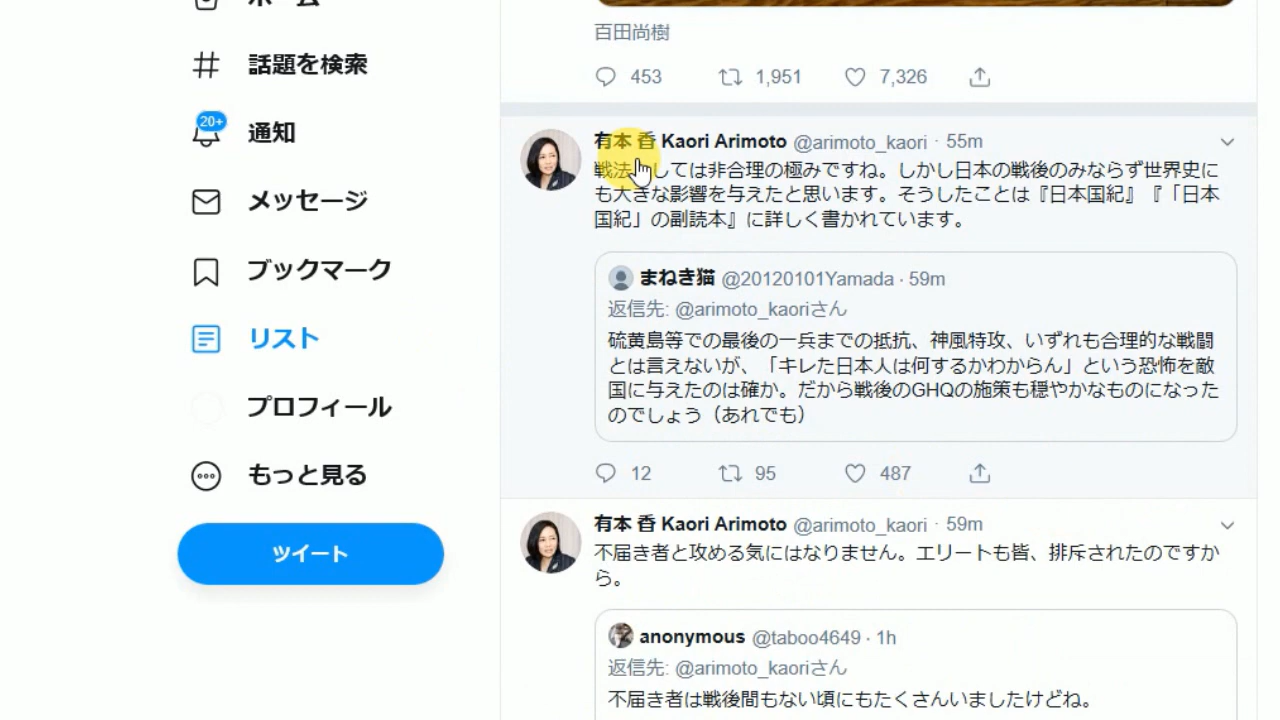 ホーム
話題を検索
20+
通知
メッセージ
ブックマーク
リスト
プロフィール
もっと見る
ツイート
百田尚樹
453 1,951 7,326
有本 香 Kaori Arimoto @arimoto_kaori · 55m
戦法 しては非合理の極みですね。しかし日本の戦後のみならず世界史に
も大きな影響を与えたと思います。そうしたことは『日本国紀』『「日本
国紀」の副読本』に詳しく書かれています。
まねき猫 @20120101Yamada · 59m
返信先: @arimoto_kaoriさん
硫黄島等での最後の一兵までの抵抗、神風特攻、いずれも合理的な戦闘
とは言えないが、「キレた日本人は何するかわからん」という恐怖を敵
国に与えたのは確か。だから戦後のGHQの施策も穏やかなものになった
のでしょう（あれでも）
12 95 487
有本 香 Kaori Arimoto @arimoto_kaori · 59m
不届き者と攻める気にはなりません。エリートも皆、排斥されたのですか
ら。
anonymous @taboo4649 · 1h
返信先: @arimoto_kaoriさん
不届き者は戦後間もない頃にもたくさんいましたけどね。